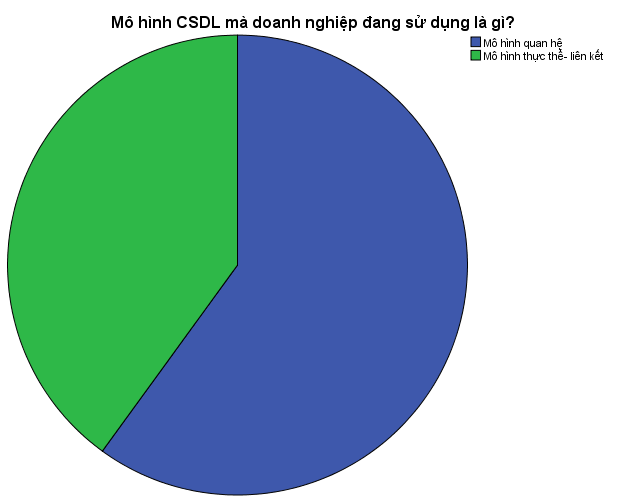 Mô hình CSDL mà doanh nghiệp đang sử dụng là gì?
Mô hình quan hệ
Mô hình thực thể- liên kết